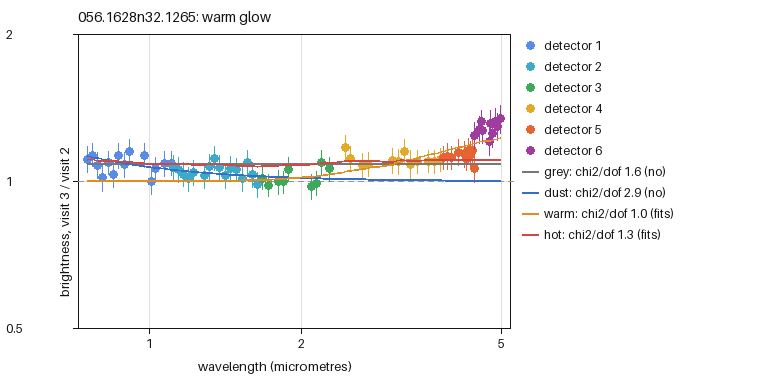 056.1628n32.1265: warm glow
2
1
0.5
brightness, visit 3 / visit 2
1
2
5
wavelength (micrometres)
detector 1
detector 2
detector 3
detector 4
detector 5
detector 6
grey: chi2/dof 1.6 (no)
dust: chi2/dof 2.9 (no)
warm: chi2/dof 1.0 (fits)
hot: chi2/dof 1.3 (fits)